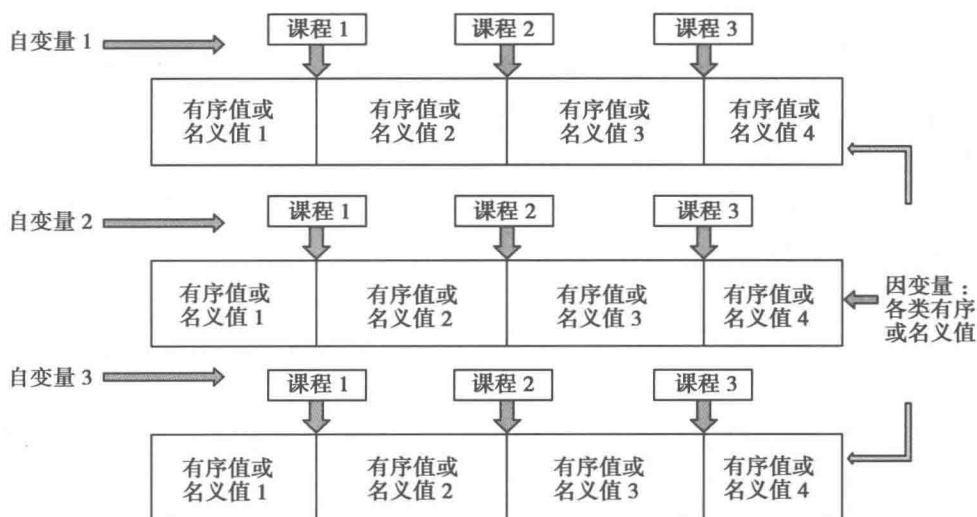 自变量 1
课程 1
课程 2
课程 3
有序值或
名义值 1
有序值或
名义值 2
有序值或
名义值 3
有序值或
名义值 4
自变量 2
课程 1
课程 2
课程 3
有序值或
名义值 1
有序值或
名义值 2
有序值或
名义值 3
有序值或
名义值 4
因变量：
各类有序
或名义值
自变量 3
课程 1
课程 2
课程 3
有序值或
名义值 1
有序值或
名义值 2
有序值或
名义值 3
有序值或
名义值 4